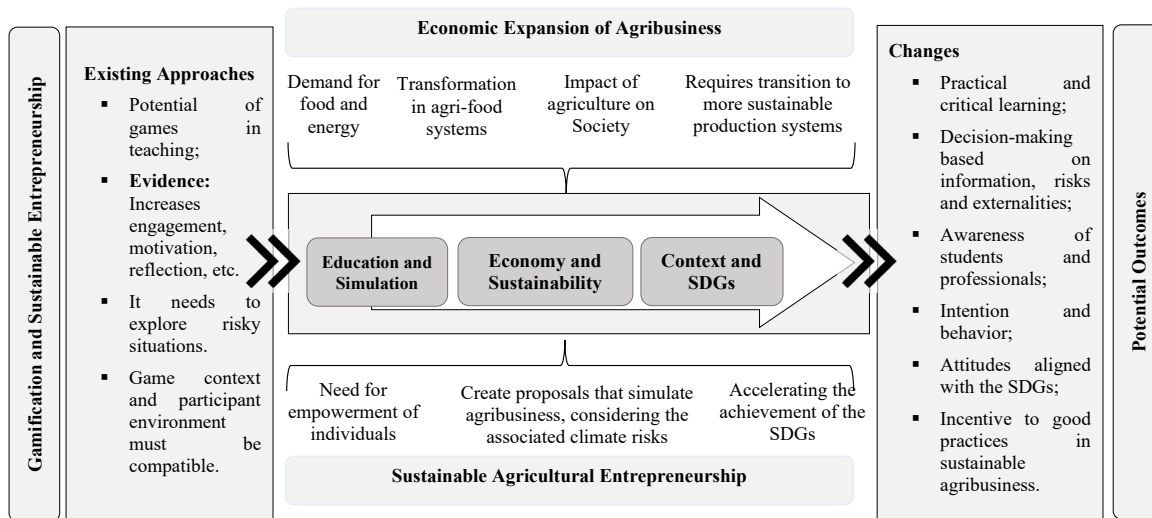 Gamification and Sustainable Entrepreneurship
Existing Approaches
▪ Potential of
games in
teaching;
▪ Evidence:
Increases
engagement,
motivation,
reflection, etc.
▪ It needs to
explore risky
situations.
▪ Game context
and participant
environment
must be
compatible.
Economic Expansion of Agribusiness
Demand for
food and
energy
Transformation
in agri-food
systems
Impact of
agriculture on
Society
Requires transition to
more sustainable
production systems
Education and
Simulation
Economy and
Sustainability
Context and
SDGs
Need for
empowerment of
individuals
Create proposals that simulate
agribusiness, considering the
associated climate risks
Accelerating the
achievement of the
SDGs
Sustainable Agricultural Entrepreneurship
Changes
▪ Practical and
critical learning;
▪ Decision-making
based on
information, risks
and externalities;
▪ Awareness of
students and
professionals;
▪ Intention and
behavior;
▪ Attitudes aligned
with the SDGs;
▪ Incentive to good
practices in
sustainable
agribusiness.
Potential Outcomes